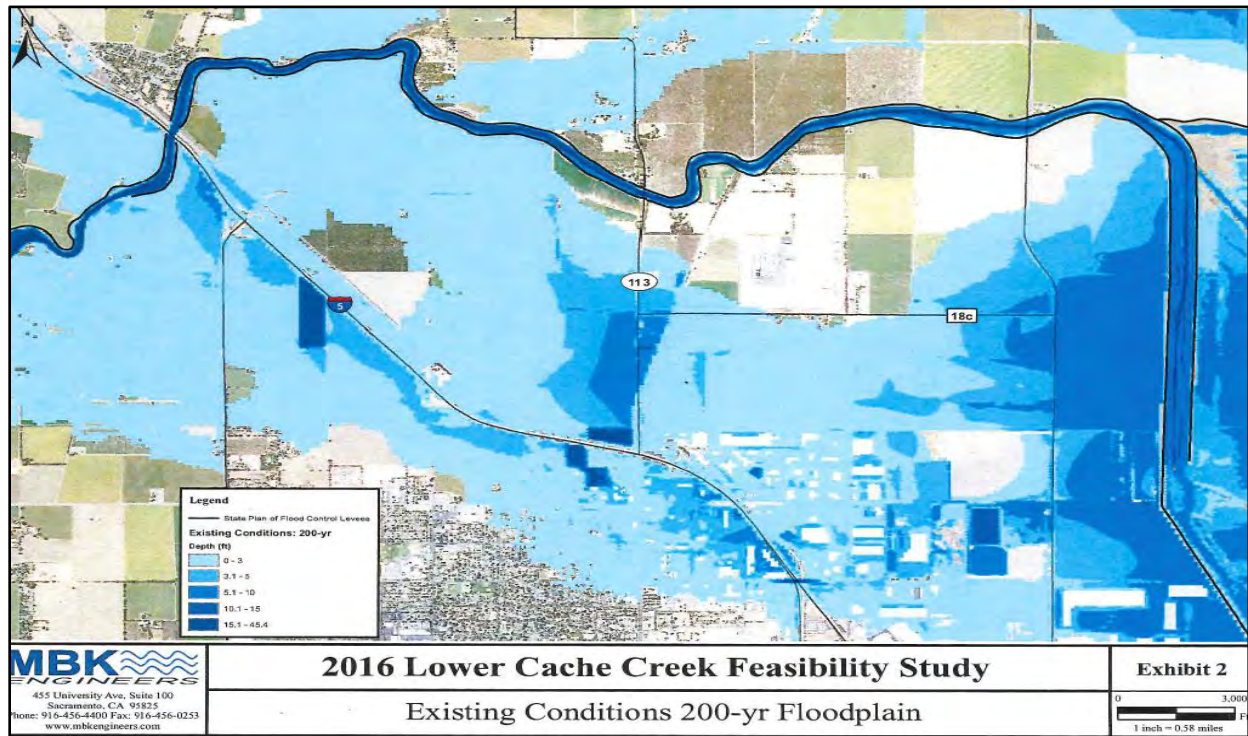 N
113
5
18c
Legend
State Plan of Flood Control Levees
Existing Conditions: 200-yr
Depth (ft)
0 - 3
3.1 - 5
5.1 - 10
10.1 - 15
15.1 - 45.4
MBK
ENGINEERS
455 University Ave, Suite 100
Sacramento, CA 95825
Phone: 916-456-4400 Fax: 916-456-0253
www.mbkengineers.com
2016 Lower Cache Creek Feasibility Study
Existing Conditions 200-yr Floodplain
Exhibit 2
0 3,000
1 inch = 0.58 miles